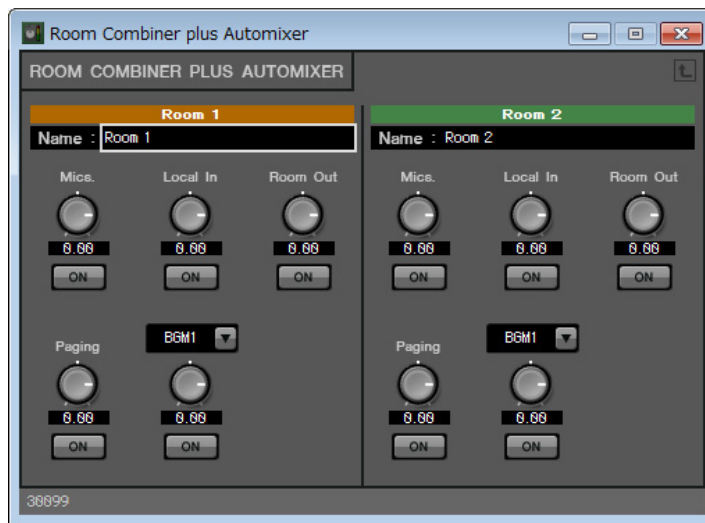 Room Combiner plus Automixer
ROOM COMBINER PLUS AUTOMIXER
Room 1
Name : Room 1
Mics. Local In Room Out
0.00 0.00 0.00
ON ON ON
Paging BGM1
0.00 0.00
ON ON
Room 2
Name : Room 2
Mics. Local In Room Out
0.00 0.00 0.00
ON ON ON
Paging BGM1
0.00 0.00
ON ON
30099